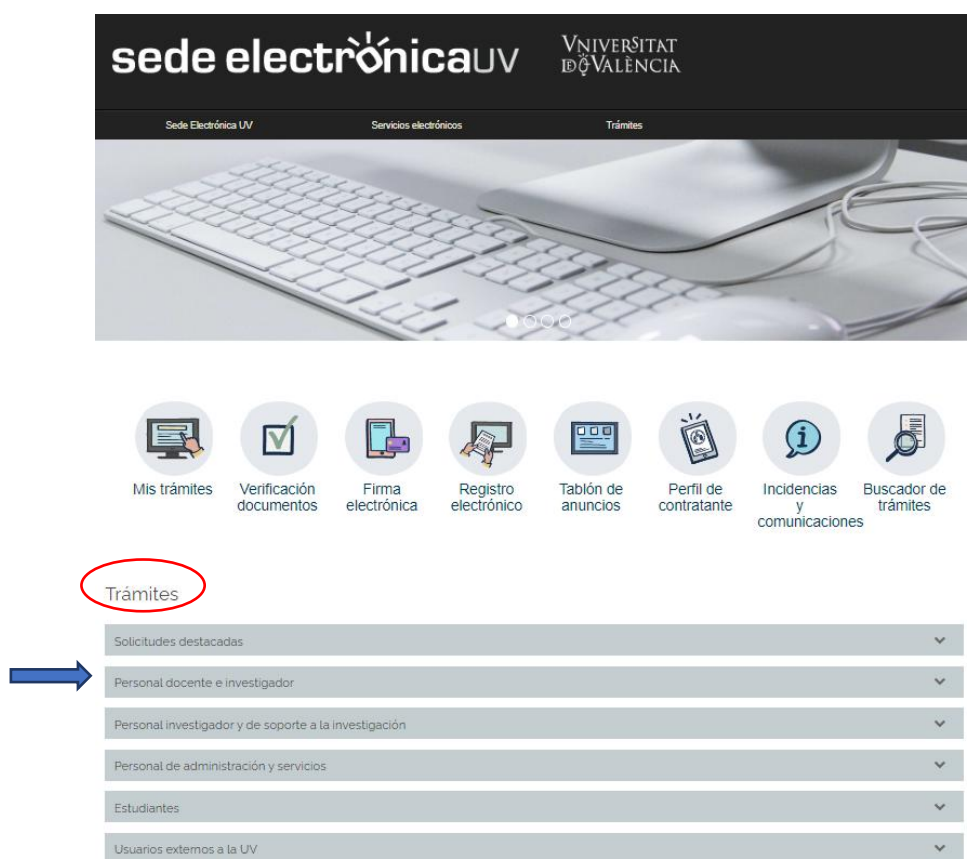 sede electrònicauv
VNIVERSITAT
ID VALÈNCIA
Sede Electrónica UV
Servicios electrónicos
Trámites
Mis trámites
Verificación
documentos
Firma
electrónica
Registro
electrónico
Tablón de
anuncios
Perfil de
contratante
Incidencias
y
comunicaciones
Buscador de
trámites
Trámites
Solicitudes destacadas
Personal docente e investigador
Personal investigador y de soporte a la investigación
Personal de administración y servicios
Estudiantes
Usuarios externos a la UV